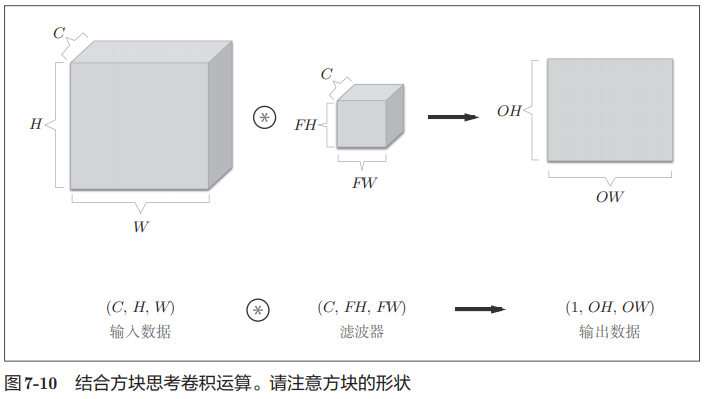 C
H
W
C
FH
FW
OH
OW
(C, H, W)
(C, FH, FW)
(1, OH, OW)
输入数据
滤波器
输出数据
图7-10 结合方块思考卷积运算。请注意方块的形状